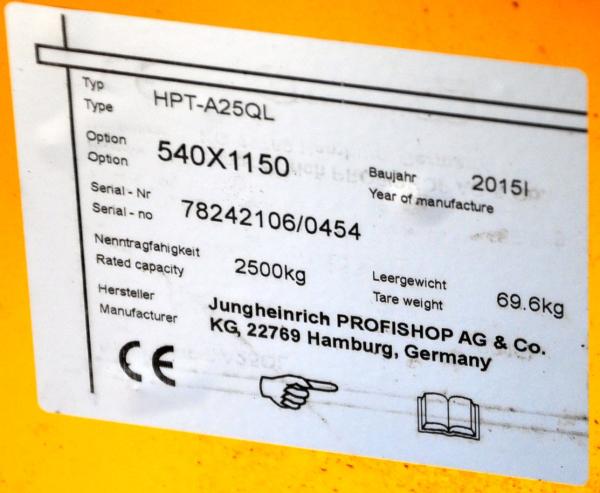 Typ
Type HPT-A25QL
Option
Option 540X1150
Baujahr
Year of manufacture 2015I
Serial - Nr
Serial - no 78242106/0454
Nenntragfahigkeit
Rated capacity 2500kg
Leergewicht
Tare weight 69.6kg
Hersteller
Manufacturer
Jungheinrich PROFISHOP AG & Co.
KG, 22769 Hamburg, Germany
CE